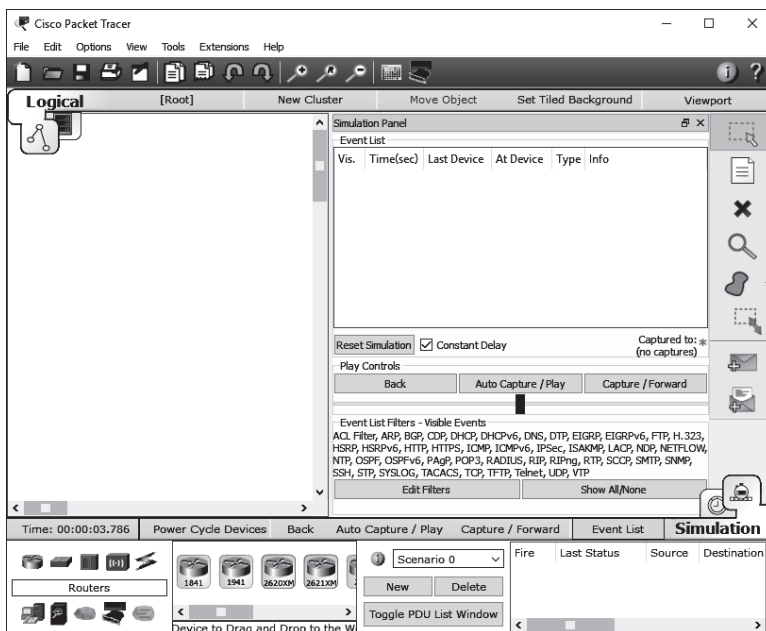 Cisco Packet Tracer
File Edit Options View Tools Extensions Help
Logical [Root] New Cluster Move Object Set Tiled Background Viewport
Simulation Panel
Event List
Vis. Time(sec) Last Device At Device Type Info
Reset Simulation Constant Delay Captured to: *
(no captures)
Play Controls
Back Auto Capture / Play Capture / Forward
Event List Filters - Visible Events
ACL Filter, ARP, BGP, CDP, DHCP, DHCPv6, DNS, DTP, EIGRP, EIGRPv6, FTP, H.323,
HSRP, HSRPv6, HTTP, HTTPS, ICMP, ICMPv6, IPSec, ISAKMP, LACP, NDP, NETFLOW,
NTP, OSPF, OSPFv6, PAgP, POP3, RADIUS, RIP, RIPng, RTP, SCCP, SMTP, SNMP,
SSH, STP, SYSLOG, TACACS, TCP, TFTP, Telnet, UDP, VTP
Edit Filters Show All/None
Time: 00:00:03.786 Power Cycle Devices Back Auto Capture / Play Capture / Forward Event List Simulation
Routers
1841 1941 2620XM 2621XM
Device to Drag and Drop to the W
Scenario 0
New Delete
Toggle PDU List Window
Fire Last Status Source Destination